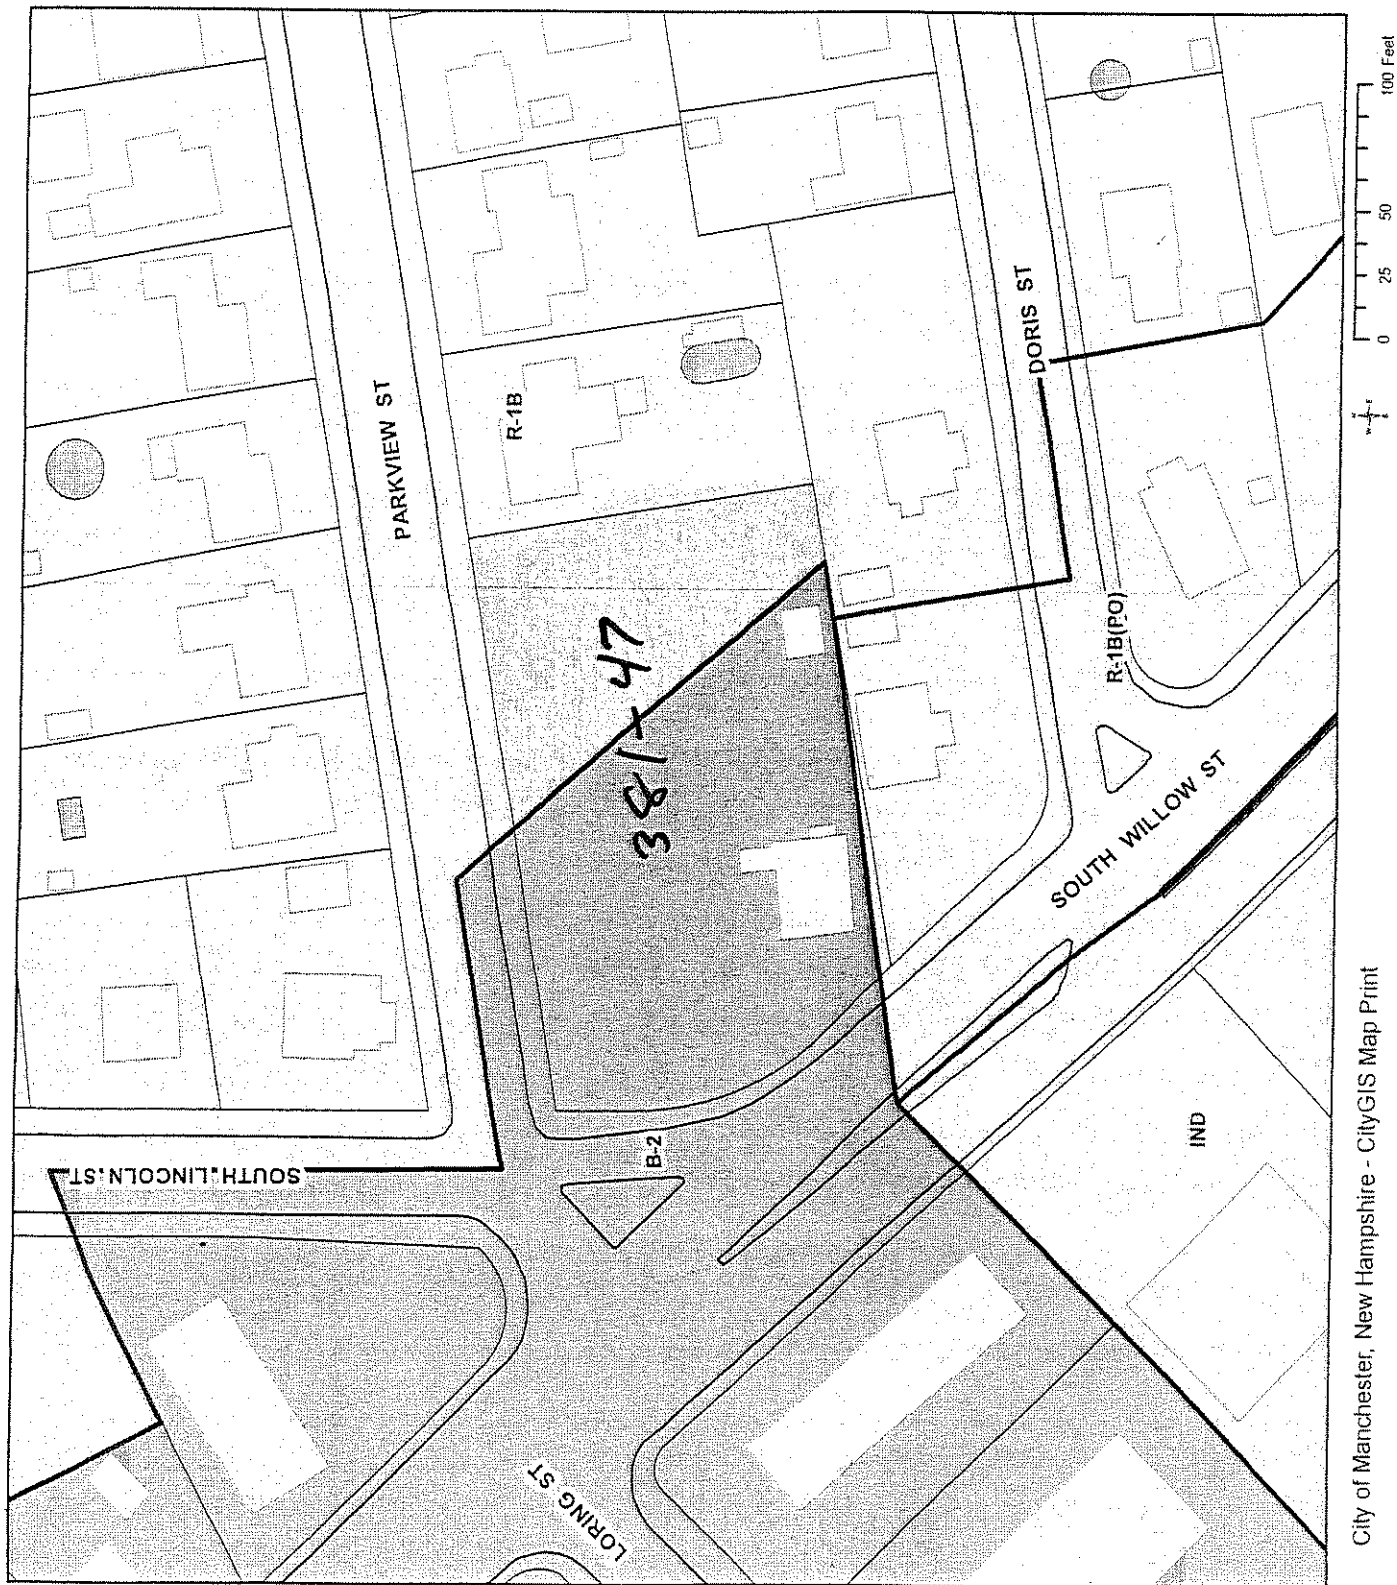 PARKVIEW ST
R-1B
381-47
DORIS ST
SOUTH LINCOLN ST
B-2
R-1B(PO)
SOUTH WILLOW ST
LORING ST
IND
W E
0 25 50 100 Feet
City of Manchester, New Hampshire - CityGIS Map Print